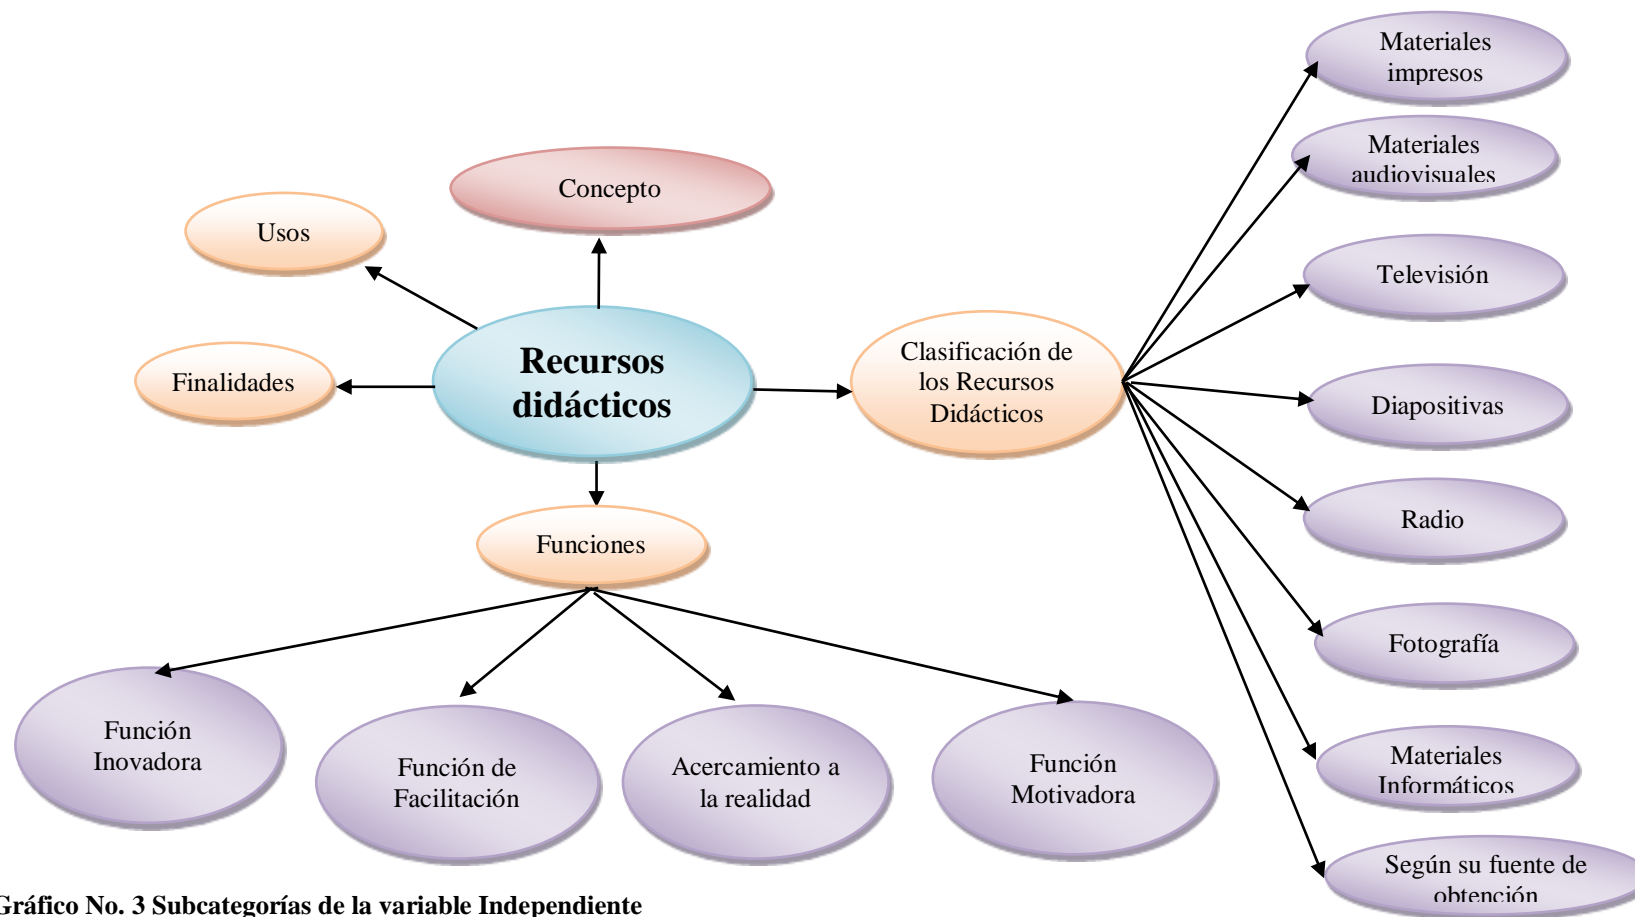 Materiales
impresos
Materiales
audiovisuales
Concepto
Usos
Televisión
Recursos
didácticos
Clasificación de
los Recursos
Didácticos
Finalidades
Diapositivas
Radio
Funciones
Fotografía
Función
Inovadora
Función de
Facilitación
Acercamiento a
la realidad
Función
Motivadora
Materiales
Informáticos
Según su fuente de
obtención
Gráfico No. 3 Subcategorías de la variable Independiente